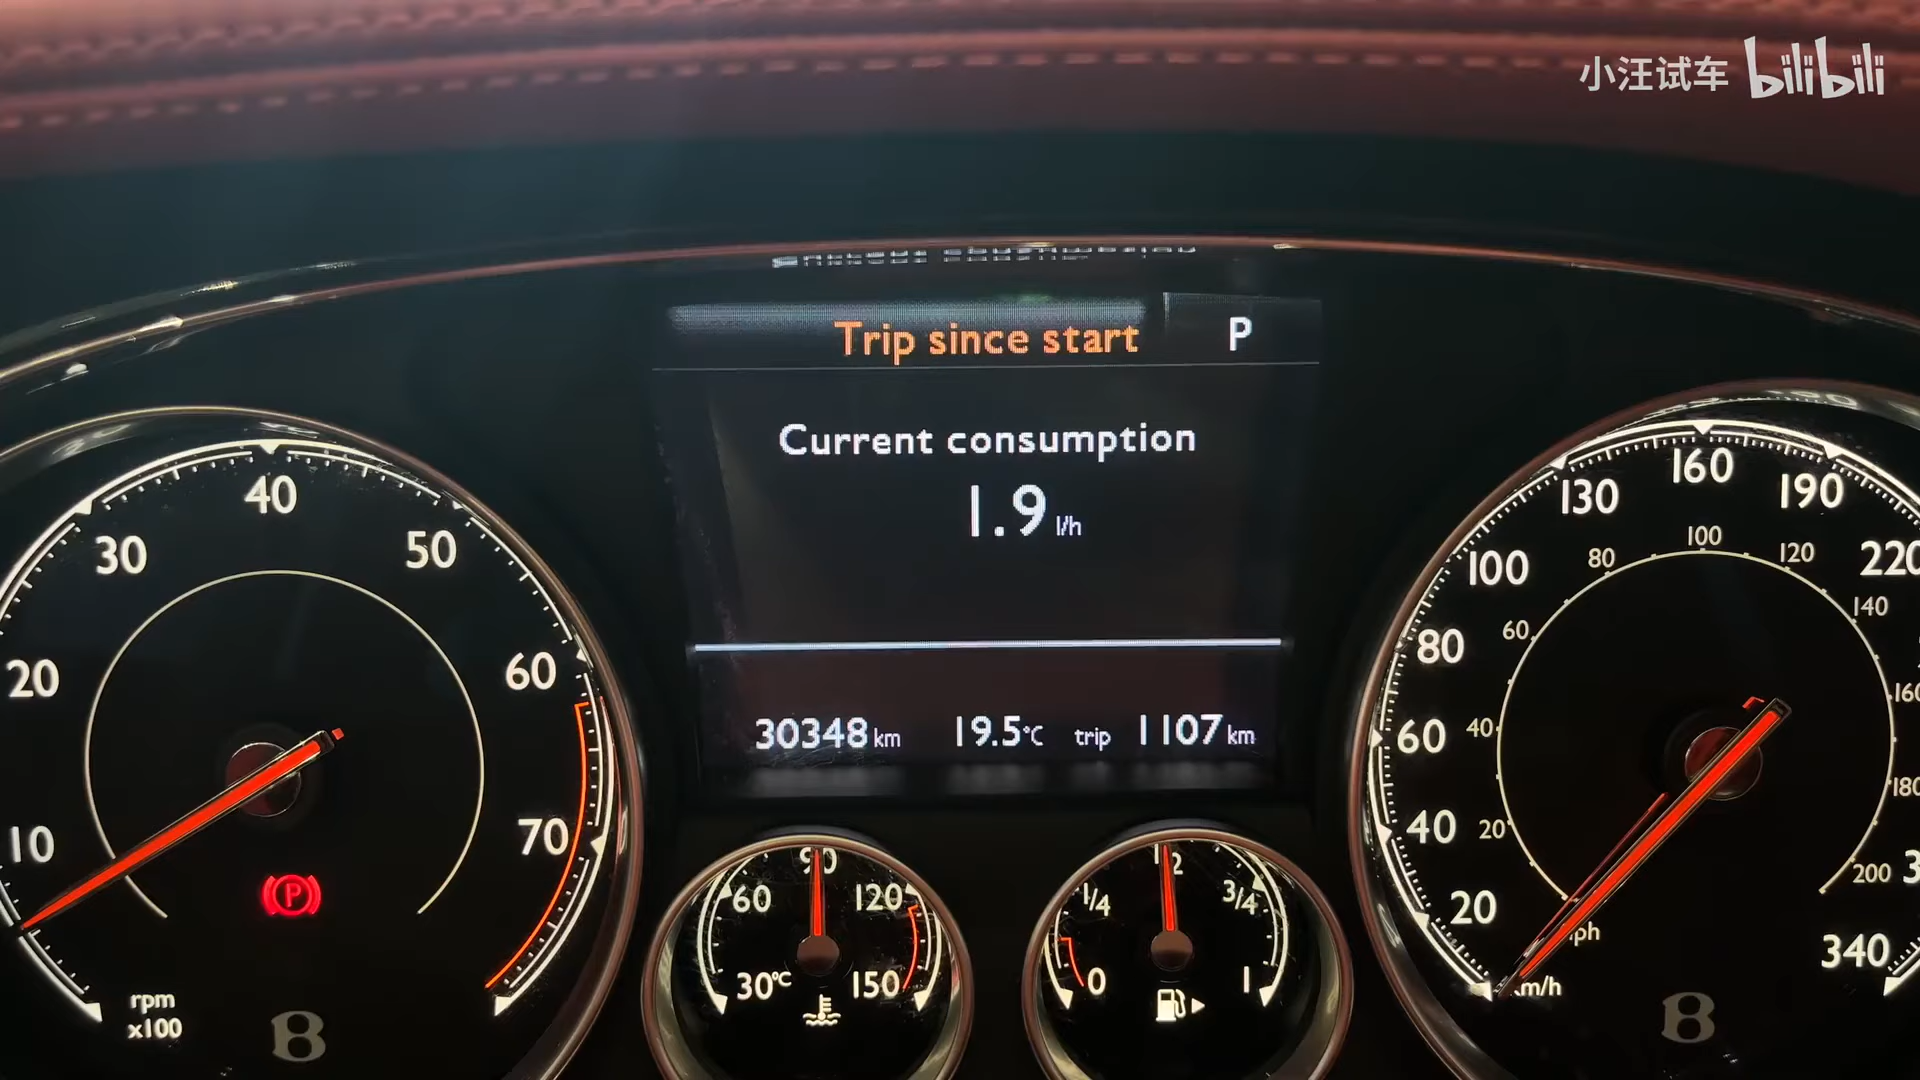 小汪试车 bilibili
Trip since start P
Current consumption
1.9 l/h
30348 km 19.5°C trip 1107 km
10 20 30 40 50 60 70
rpm
x100
B
30°C 60 90 120 150
0 1/4 1/2 3/4 1
20 40 60 80 100 130 160 190 220 340
20 40 60 80 100 120 140 160 180 200
km/h
B